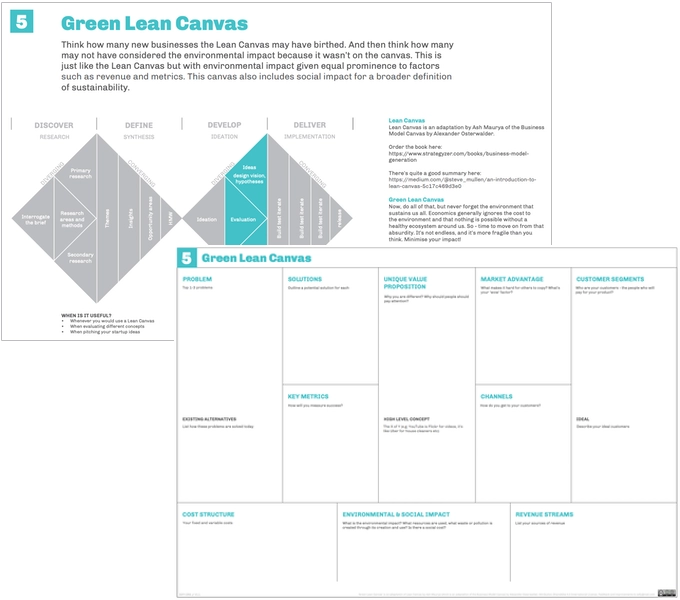 5
Green Lean Canvas
Think how many new businesses the Lean Canvas may have birthed. And then think how many
may not have considered the environmental impact because it wasn't on the canvas. This is
just like the Lean Canvas but with environmental impact given equal prominence to factors
such as revenue and metrics. This canvas also includes social impact for a broader definition
of sustainability.
DISCOVER
RESEARCH
DEFINE
SYNTHESIS
DEVELOP
IDEATION
DELIVER
IMPLEMENTATION
Interrogate
the brief
Primary
research
Research
areas and
methods
Secondary
research
Themes
Insights
Opportunity areas
Ideation
Ideas
design vision,
hypotheses
Evaluation
Build test iterate
Build test iterate
Build test iterate
release
WHEN IS IT USEFUL?
• Whenever you would use a Lean Canvas
• When evaluating different concepts
• When pitching your startup ideas
Lean Canvas
Lean Canvas is an adaptation by Ash Maurya of the Business
Model Canvas by Alexander Osterwalder.
Order the book here:
https://www.strategyzer.com/books/business-model-
generation
There's quite a good summary here:
https://medium.com/@steve_mullen/an-introduction-to-
lean-canvas-5c17c469d3e0
Green Lean Canvas
Now, do all of that, but never forget the environment that
sustains us all. Economics generally ignores the cost to
the environment and that nothing is possible without a
healthy ecosystem around us. So - time to move on from that
absurdity. It's not endless, and it's more fragile than you
think. Minimise your impact!
5
Green Lean Canvas
PROBLEM
Top 1-3 problems
EXISTING ALTERNATIVES
List how these problems are solved today
SOLUTIONS
Outline a potential solution for each
KEY METRICS
How will you measure success?
UNIQUE VALUE
PROPOSITION
Why you are different? Why should people should
pay attention?
HIGH LEVEL CONCEPT
The X of Y (e.g. YouTube is Flickr for videos, it's
like Uber for house cleaners etc.
MARKET ADVANTAGE
What makes it hard for others to copy? What's
your 'lever factor'?
CHANNELS
How do you get to your customers?
CUSTOMER SEGMENTS
Who are your customers - the people who will
pay for your product?
IDEAL
Describe your ideal customers
COST STRUCTURE
Your fixed and variable costs
ENVIRONMENTAL & SOCIAL IMPACT
What is the environmental impact? What resources are used, what waste or pollution is
created through its creation and use? Is there a social cost?
REVENUE STREAMS
List your sources of revenue